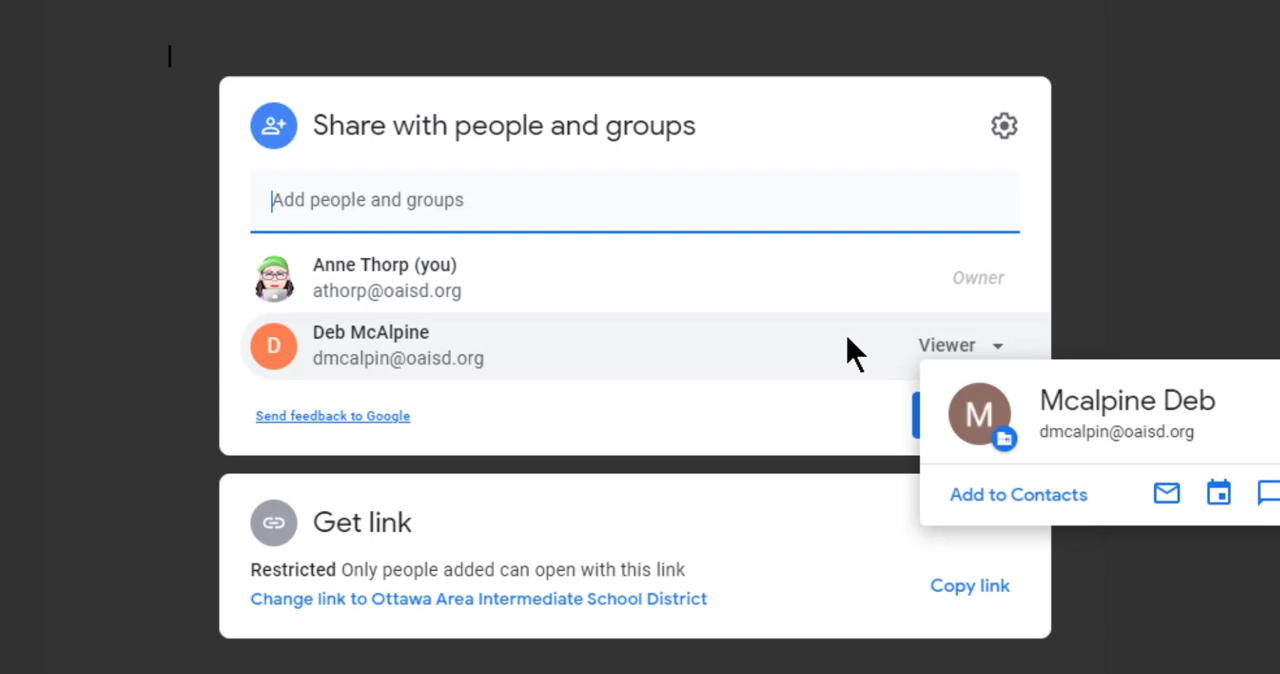 Share with people and groups
Add people and groups
Anne Thorp (you)
athorp@oaisd.org
Owner
D
Deb McAlpine
dmcalpin@oaisd.org
Viewer
M
Mcalpine Deb
dmcalpin@oaisd.org
Add to Contacts
Send feedback to Google
Get link
Restricted Only people added can open with this link
Change link to Ottawa Area Intermediate School District
Copy link